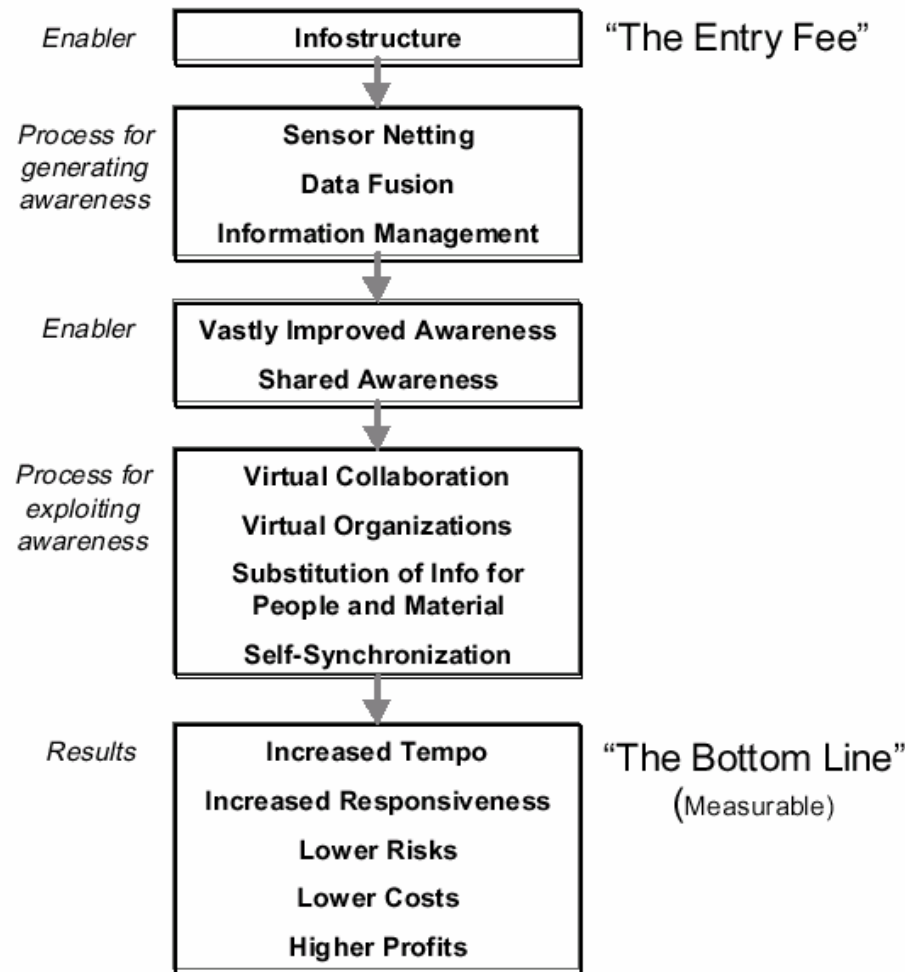 Enabler
Infostructure
“The Entry Fee”
Process for
generating
awareness
Sensor Netting
Data Fusion
Information Management
Enabler
Vastly Improved Awareness
Shared Awareness
Process for
exploiting
awareness
Virtual Collaboration
Virtual Organizations
Substitution of Info for
People and Material
Self-Synchronization
Results
Increased Tempo
Increased Responsiveness
Lower Risks
Lower Costs
Higher Profits
“The Bottom Line”
(Measurable)